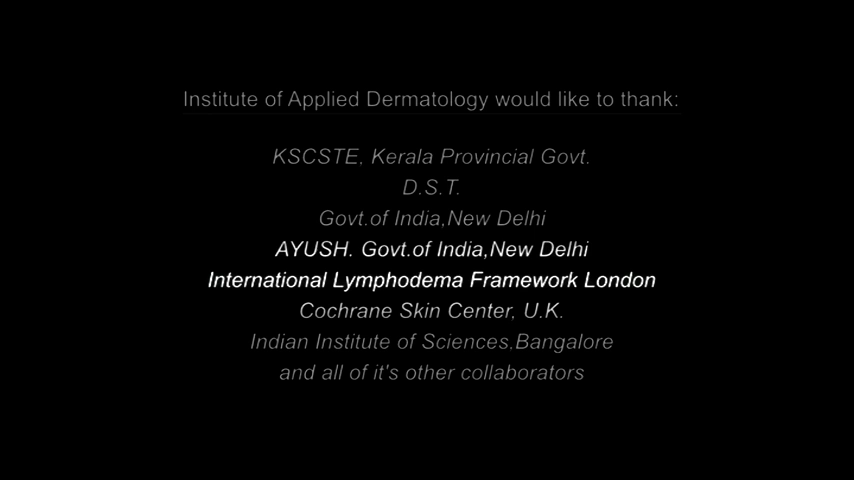 Institute of Applied Dermatology would like to thank:
KSCSTE, Kerala Provincial Govt.
D.S.T.
Govt.of India,New Delhi
AYUSH. Govt.of India,New Delhi
International Lymphodema Framework London
Cochrane Skin Center, U.K.
Indian Institute of Sciences,Bangalore
and all of it's other collaborators